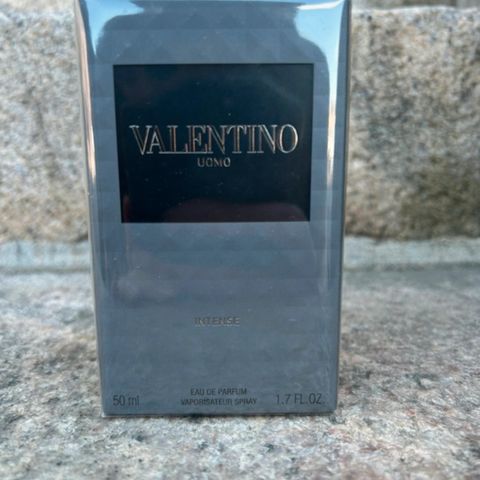 VALENTINO
UOMO
INTENSE
EAU DE PARFUM
50 ml VAPORISATEUR SPRAY 1.7 FL.OZ.